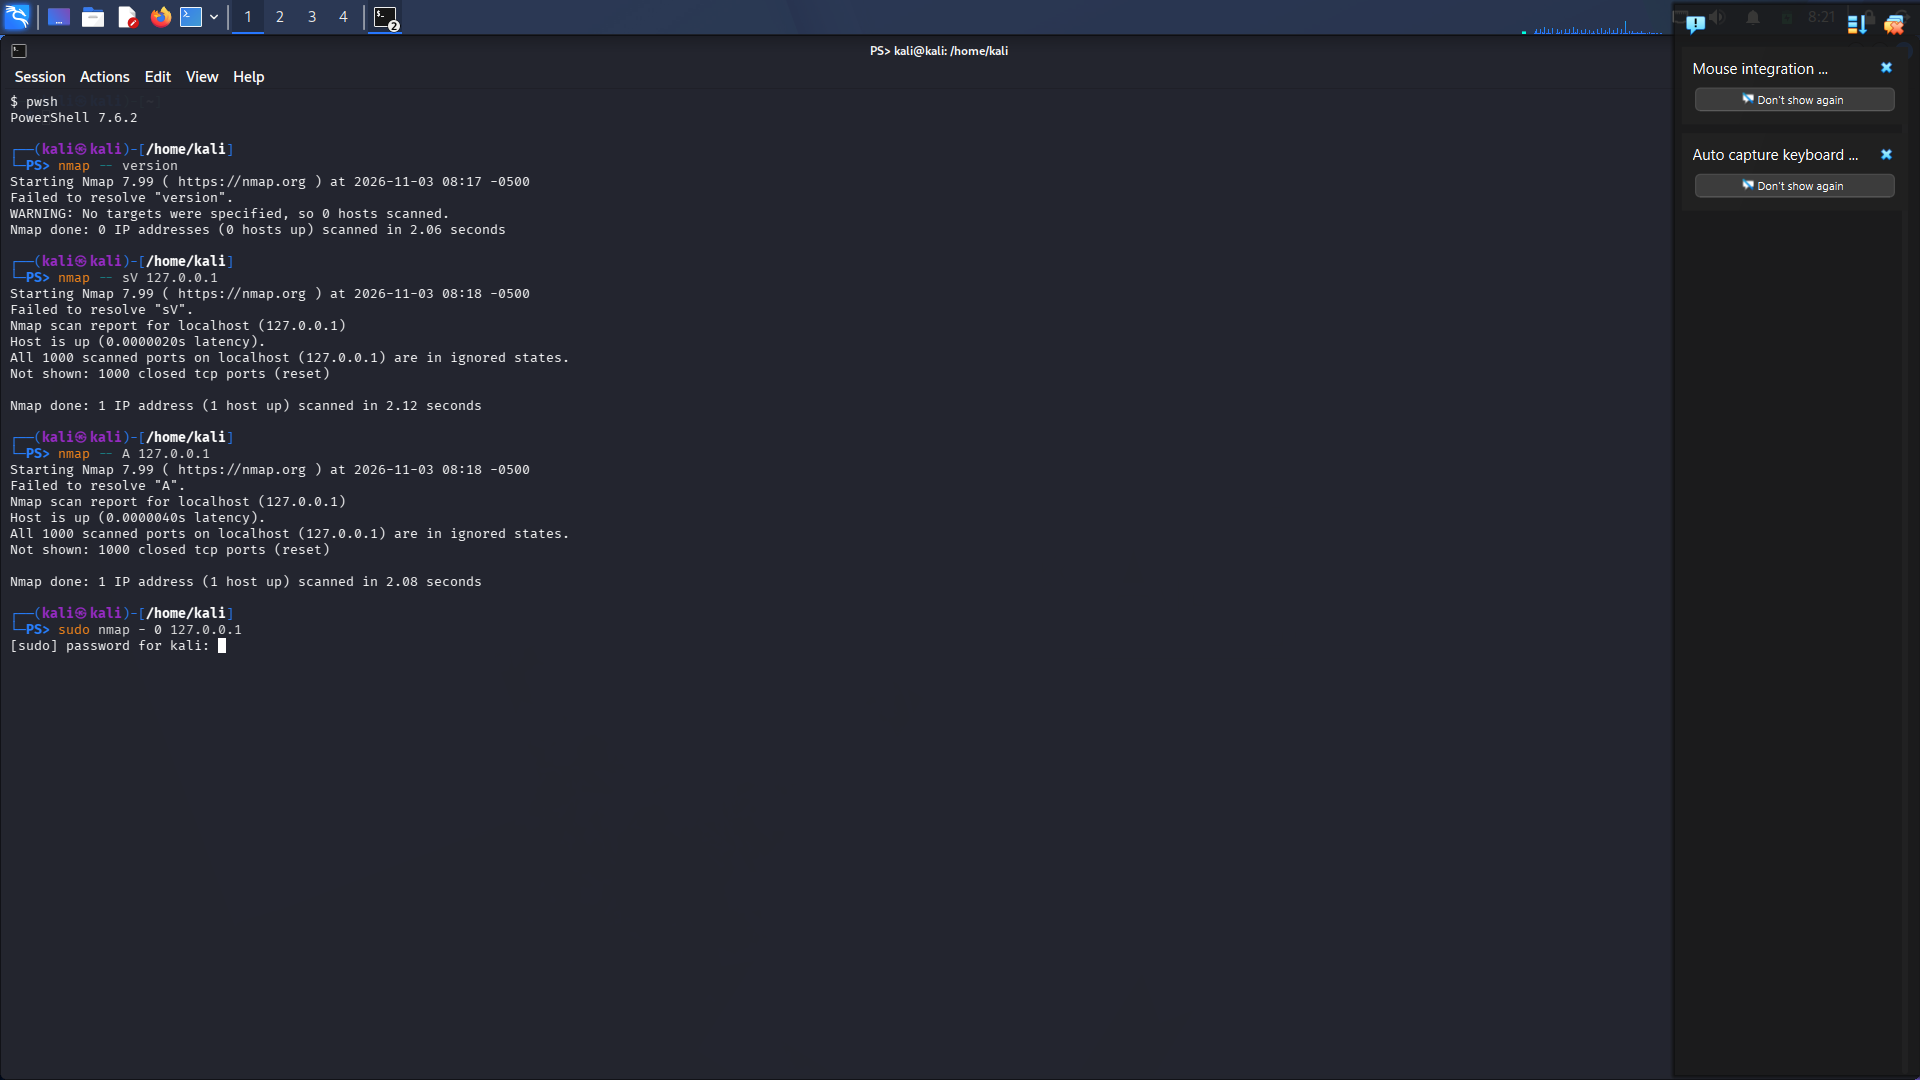 1 2 3 4 2
8:21
PS> kali@kali: /home/kali
Session Actions Edit View Help
$ pwsh
PowerShell 7.6.2
┌──(kali㉿kali)-[/home/kali]
└─PS> nmap -- version
Starting Nmap 7.99 ( https://nmap.org ) at 2026-11-03 08:17 -0500
Failed to resolve "version".
WARNING: No targets were specified, so 0 hosts scanned.
Nmap done: 0 IP addresses (0 hosts up) scanned in 2.06 seconds
┌──(kali㉿kali)-[/home/kali]
└─PS> nmap -- sV 127.0.0.1
Starting Nmap 7.99 ( https://nmap.org ) at 2026-11-03 08:18 -0500
Failed to resolve "sV".
Nmap scan report for localhost (127.0.0.1)
Host is up (0.0000020s latency).
All 1000 scanned ports on localhost (127.0.0.1) are in ignored states.
Not shown: 1000 closed tcp ports (reset)
Nmap done: 1 IP address (1 host up) scanned in 2.12 seconds
┌──(kali㉿kali)-[/home/kali]
└─PS> nmap -- A 127.0.0.1
Starting Nmap 7.99 ( https://nmap.org ) at 2026-11-03 08:18 -0500
Failed to resolve "A".
Nmap scan report for localhost (127.0.0.1)
Host is up (0.0000040s latency).
All 1000 scanned ports on localhost (127.0.0.1) are in ignored states.
Not shown: 1000 closed tcp ports (reset)
Nmap done: 1 IP address (1 host up) scanned in 2.08 seconds
┌──(kali㉿kali)-[/home/kali]
└─PS> sudo nmap - 0 127.0.0.1
[sudo] password for kali:
Mouse integration ...
Don't show again
Auto capture keyboard ...
Don't show again